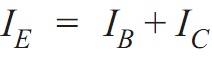 I_E = I_B + I_C